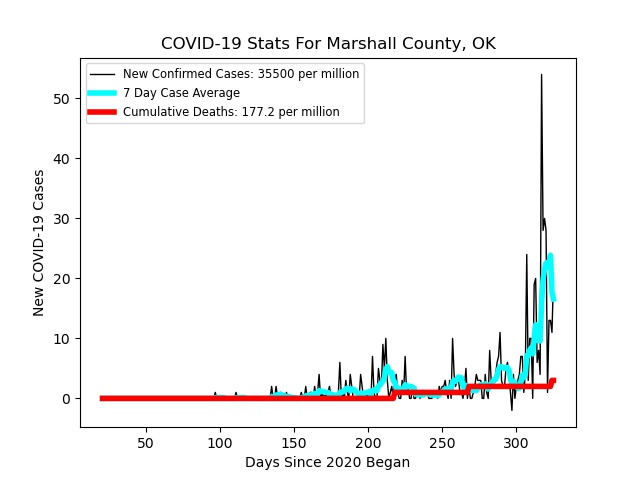 COVID-19 Stats For Marshall County, OK
New Confirmed Cases: 35500 per million
7 Day Case Average
Cumulative Deaths: 177.2 per million
New COVID-19 Cases
50
40
30
20
10
0
50 100 150 200 250 300
Days Since 2020 Began